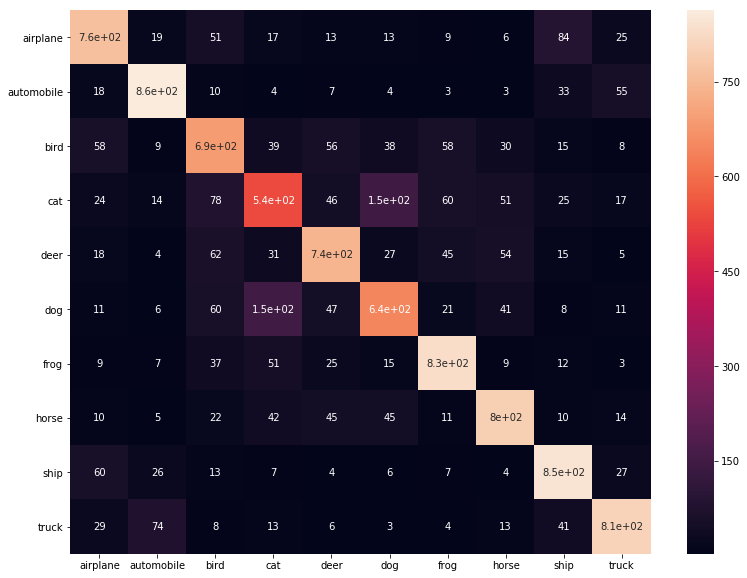 airplane 7.6e+02 19 51 17 13 13 9 6 84 25
automobile 18 8.6e+02 10 4 7 4 3 3 33 55
bird 58 9 6.9e+02 39 56 38 58 30 15 8
cat 24 14 78 5.4e+02 46 1.5e+02 60 51 25 17
deer 18 4 62 31 7.4e+02 27 45 54 15 5
dog 11 6 60 1.5e+02 47 6.4e+02 21 41 8 11
frog 9 7 37 51 25 15 8.3e+02 9 12 3
horse 10 5 22 42 45 45 11 8e+02 10 14
ship 60 26 13 7 4 6 7 4 8.5e+02 27
truck 29 74 8 13 6 3 4 13 41 8.1e+02
airplane automobile bird cat deer dog frog horse ship truck
750
600
450
300
150